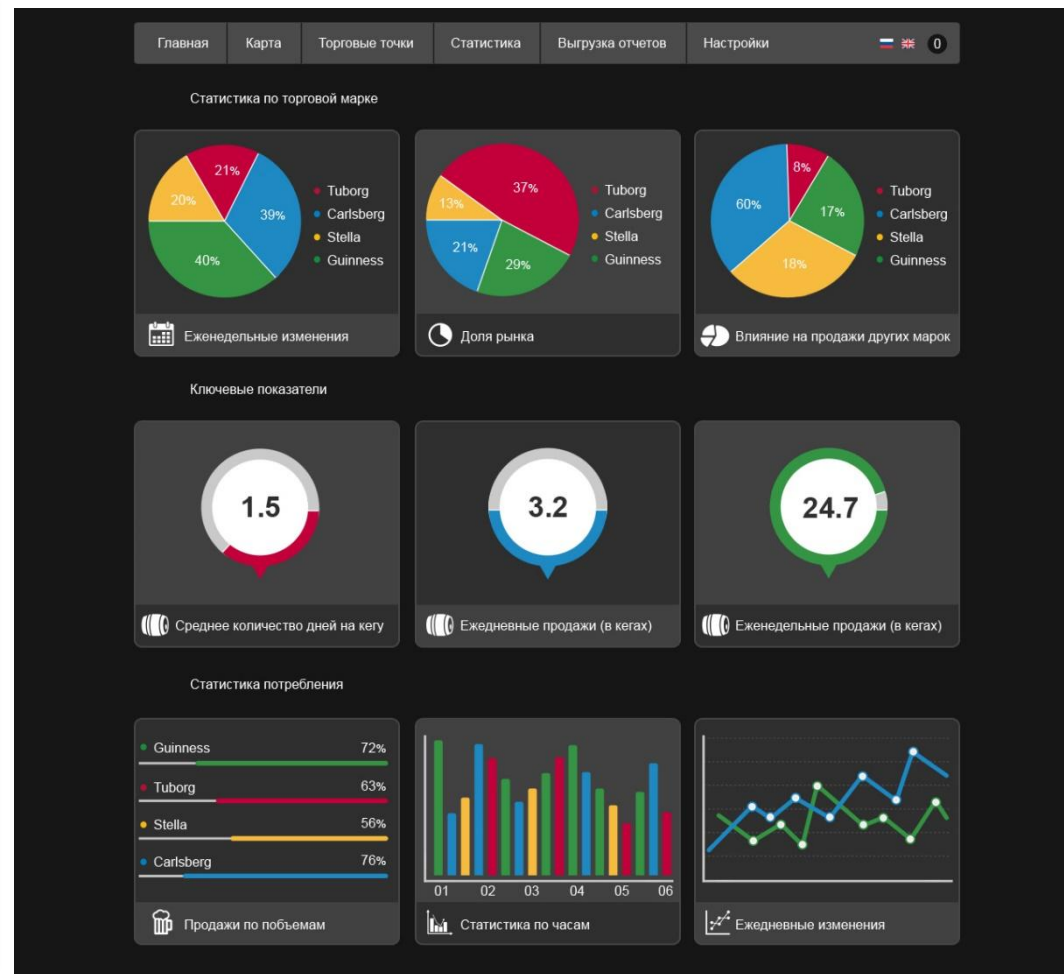 Главная Карта Торговые точки Статистика Выгрузка отчетов Настройки 0
Статистика по торговой марке
21%
39%
20%
40%
Tuborg
Carlsberg
Stella
Guinness
Еженедельные изменения
37%
13%
21%
29%
Tuborg
Carlsberg
Stella
Guinness
Доля рынка
8%
60%
17%
18%
Tuborg
Carlsberg
Stella
Guinness
Влияние на продажи других марок
Ключевые показатели
1.5
Среднее количество дней на кегу
3.2
Ежедневные продажи (в кегах)
24.7
Еженедельные продажи (в кегах)
Статистика потребления
Guinness 72%
Tuborg 63%
Stella 56%
Carlsberg 76%
Продажи по побъемам
01 02 03 04 05 06
Статистика по часам
Ежедневные изменения